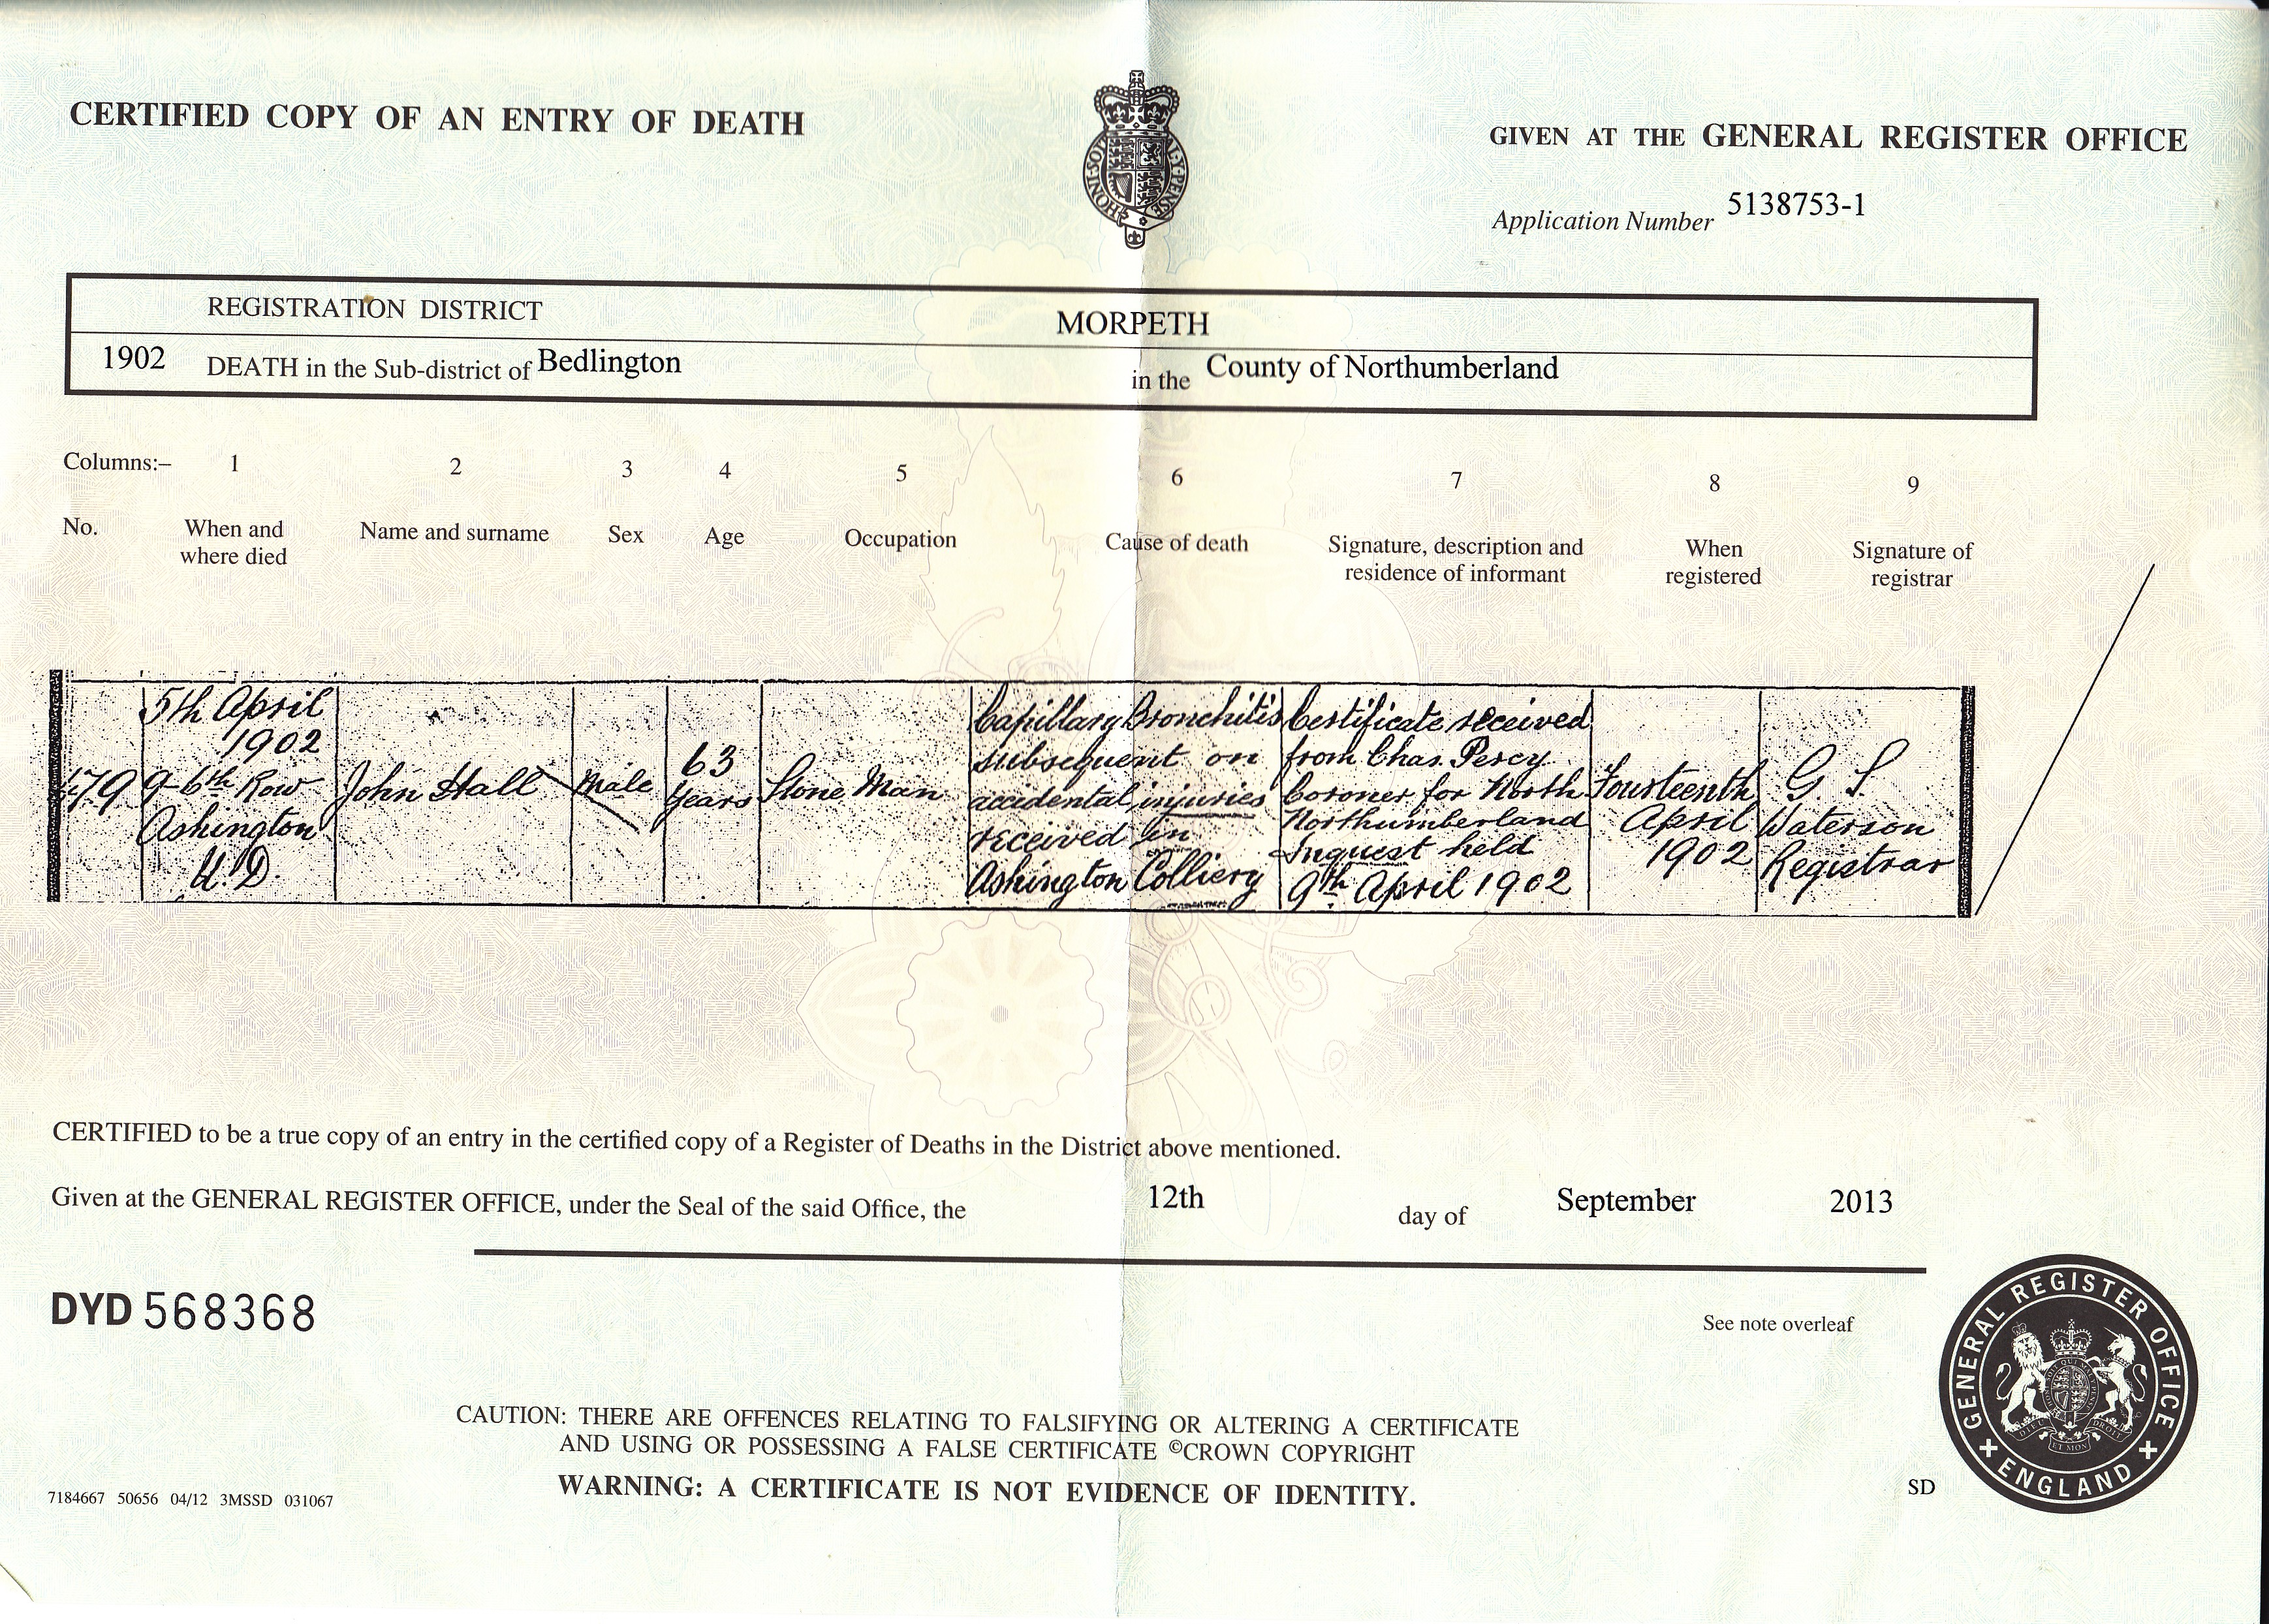 CERTIFIED COPY OF AN ENTRY OF DEATH
GIVEN AT THE GENERAL REGISTER OFFICE
Application Number 5138753-1
REGISTRATION DISTRICT MORPETH
1902 DEATH in the Sub-district of Bedlington in the County of Northumberland
Columns:– 1 2 3 4 5 6 7 8 9
No. When and where died Name and surname Sex Age Occupation Cause of death Signature, description and residence of informant When registered Signature of registrar
479
5th April
1902
9-6th Row
Ashington
U.D.
John Hall
Male
63
Years
Stone Man
Capillary Bronchitis
subsequent on
accidental injuries
received in
Ashington Colliery
Certificate received
from Chas. Percy
Coroner for North
Northumberland
Inquest held
9th April 1902
Fourteenth
April
1902
G. S.
Waterson
Registrar
CERTIFIED to be a true copy of an entry in the certified copy of a Register of Deaths in the District above mentioned.
Given at the GENERAL REGISTER OFFICE, under the Seal of the said Office, the 12th day of September 2013
DYD 568368
See note overleaf
CAUTION: THERE ARE OFFENCES RELATING TO FALSIFYING OR ALTERING A CERTIFICATE
AND USING OR POSSESSING A FALSE CERTIFICATE ©CROWN COPYRIGHT
WARNING: A CERTIFICATE IS NOT EVIDENCE OF IDENTITY.
7184667 50656 04/12 3MSSD 031067
SD
GENERAL REGISTER OFFICE
ENGLAND